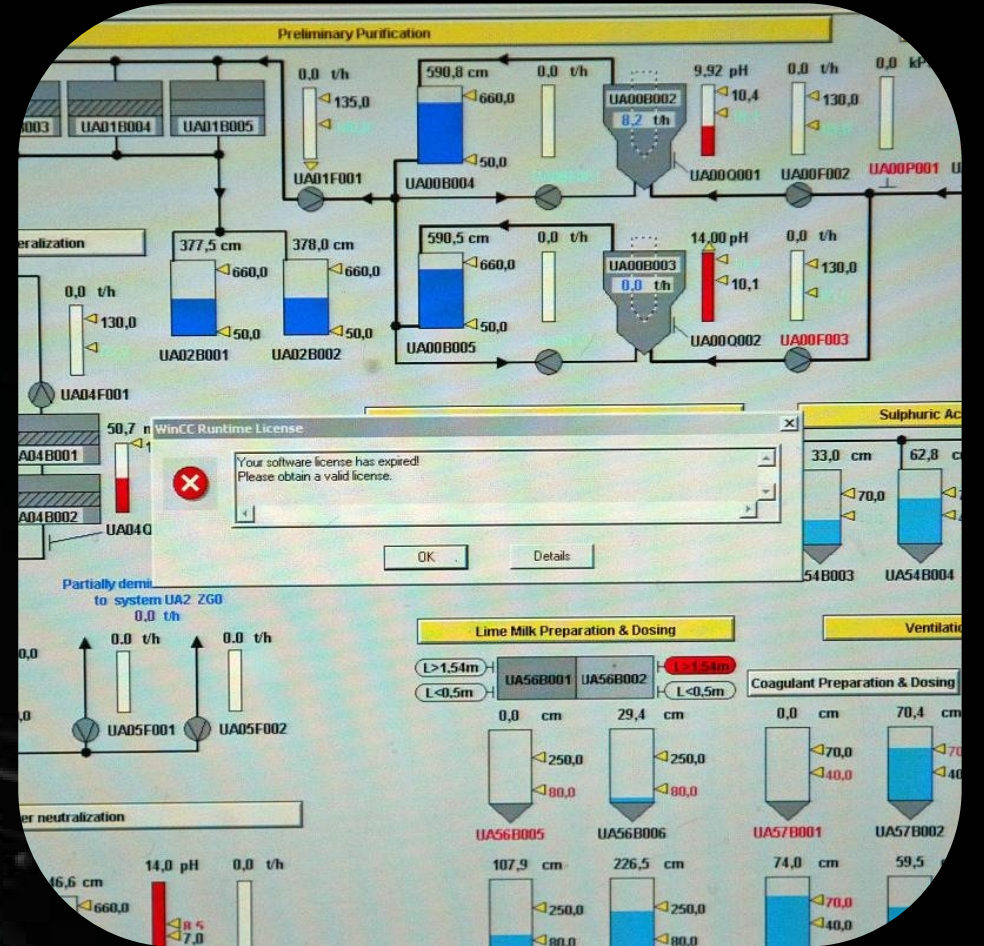 Preliminary Purification
0,0 t/h
590,8 cm
0,0 t/h
9,92 pH
0,0 t/h
0,0
135,0
660,0
UA00B002
8,2 t/h
10,4
130,0
UA01B004
UA01B005
50,0
UA01F001
UA00B004
UA00Q001
UA00F002
UA00P001
eralization
377,5 cm
378,0 cm
590,5 cm
0,0 t/h
14,00 pH
0,0 t/h
660,0
660,0
660,0
UA00B003
0,0 t/h
10,1
130,0
0,0 t/h
130,0
50,0
50,0
50,0
UA02B001
UA02B002
UA00B005
UA00Q002
UA00F003
UA04F001
50,7
A04B001
A04B002
UA04Q
WinCC Runtime License
Your software license has expired!
Please obtain a valid license.
OK
Details
Sulphuric Ac
33,0 cm
62,8
70,0
54B003
UA54B004
Partially demi
to system UA2 ZG0
0,0 t/h
0.0 t/h
0.0 t/h
UA05F001
UA05F002
Lime Milk Preparation & Dosing
Ventilatio
L>1,54m
UA56B001
UA56B002
L>1,54m
L<0,5m
L<0,5m
Coagulant Preparation & Dosing
0,0 cm
29,4 cm
0,0 cm
70,4 cm
250,0
250,0
70,0
80,0
80,0
40,0
UA56B005
UA56B006
UA57B001
UA57B002
er neutralization
14,0 pH
0,0 t/h
107,9 cm
226,5 cm
74,0 cm
59,5
46,6 cm
660,0
8,5
7,0
250,0
250,0
70,0
40,0
80,0
80,0